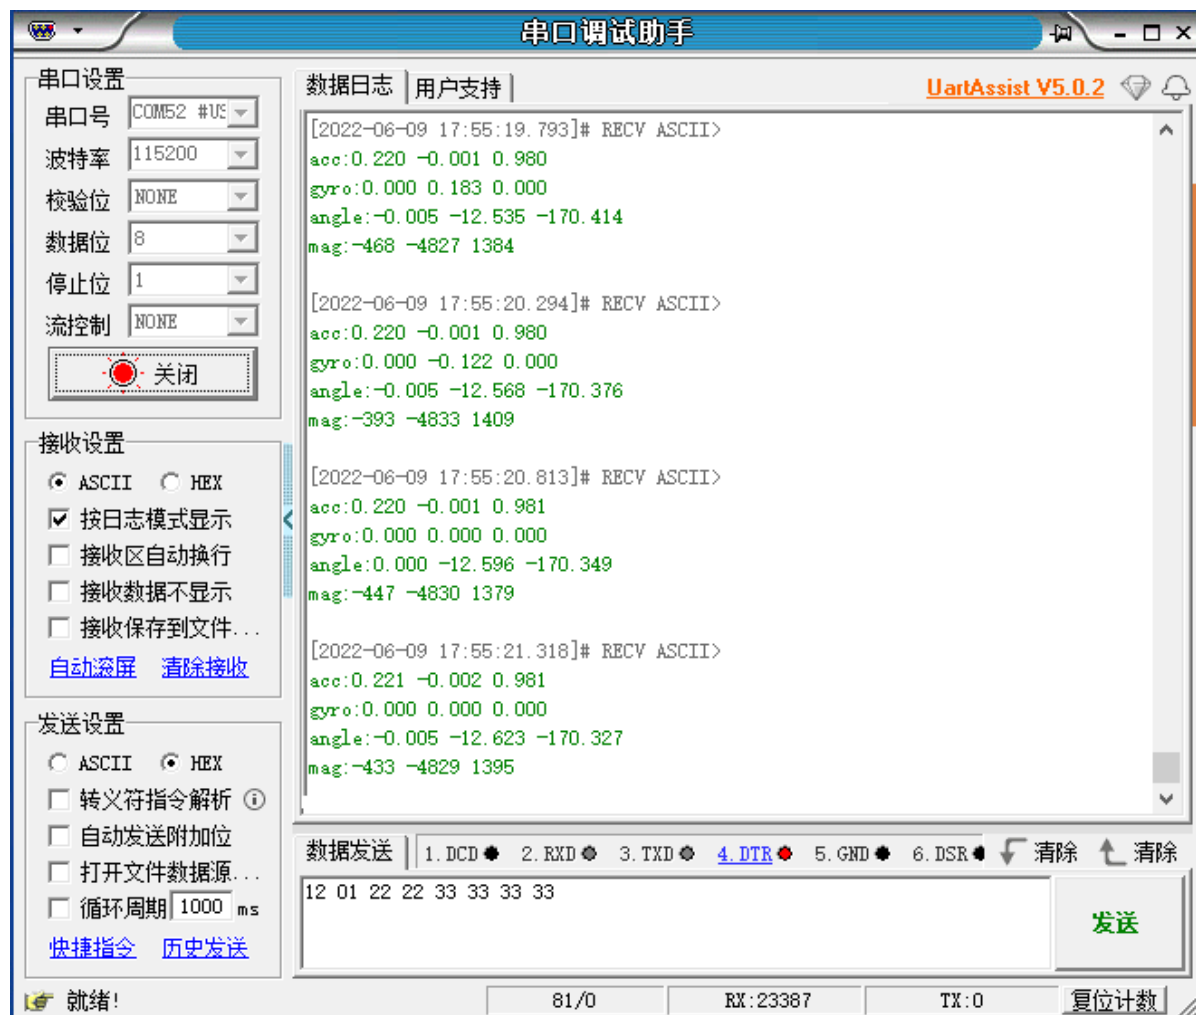 串口调试助手
串口设置
串口号 COM52 #US
波特率 115200
校验位 NONE
数据位 8
停止位 1
流控制 NONE
关闭
接收设置
ASCII HEX
按日志模式显示
接收区自动换行
接收数据不显示
接收保存到文件...
自动滚屏 清除接收
发送设置
ASCII HEX
转义符指令解析
自动发送附加位
打开文件数据源...
循环周期 1000 ms
快捷指令 历史发送
数据日志 用户支持 UartAssist V5.0.2
[2022-06-09 17:55:19.793]# RECV ASCII>
acc:0.220 -0.001 0.980
gyro:0.000 0.183 0.000
angle:-0.005 -12.535 -170.414
mag:-468 -4827 1384
[2022-06-09 17:55:20.294]# RECV ASCII>
acc:0.220 -0.001 0.980
gyro:0.000 -0.122 0.000
angle:-0.005 -12.568 -170.376
mag:-393 -4833 1409
[2022-06-09 17:55:20.813]# RECV ASCII>
acc:0.220 -0.001 0.981
gyro:0.000 0.000 0.000
angle:0.000 -12.596 -170.349
mag:-447 -4830 1379
[2022-06-09 17:55:21.318]# RECV ASCII>
acc:0.221 -0.002 0.981
gyro:0.000 0.000 0.000
angle:-0.005 -12.623 -170.327
mag:-433 -4829 1395
数据发送 1.DCD 2.RXD 3.TXD 4.DTR 5.GND 6.DSR 清除 清除
12 01 22 22 33 33 33 33
发送
就绪! 81/0 RX:23387 TX:0 复位计数